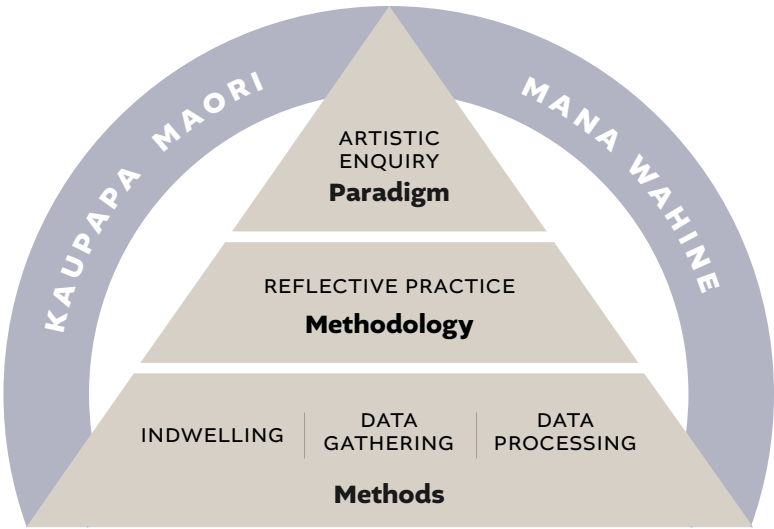 KAUPAPA MAORI
MANA WAHINE
ARTISTIC
ENQUIRY
Paradigm
REFLECTIVE PRACTICE
Methodology
INDWELLING
DATA
GATHERING
DATA
PROCESSING
Methods